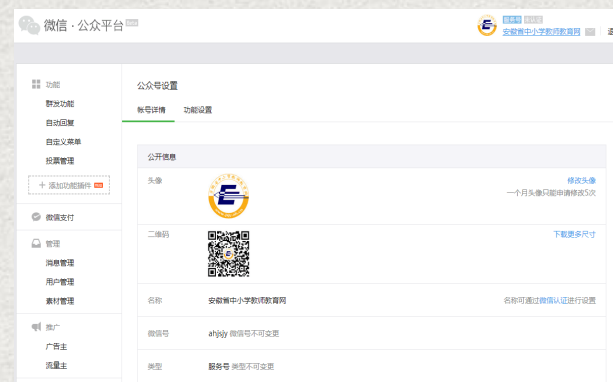 微信·公众平台
服务号
安徽省中小学教师教育网
功能
群发功能
自动回复
自定义菜单
投票管理
+ 添加功能插件
微信支付
管理
消息管理
用户管理
素材管理
推广
广告主
流量主
公众号设置
帐号详情 功能设置
公开信息
头像
修改头像
一个月头像只能申请修改5次
二维码
下载更多尺寸
名称 安徽省中小学教师教育网 名称可通过微信认证进行设置
微信号 ahjsjy 微信号不可变更
类型 服务号 类型不可变更